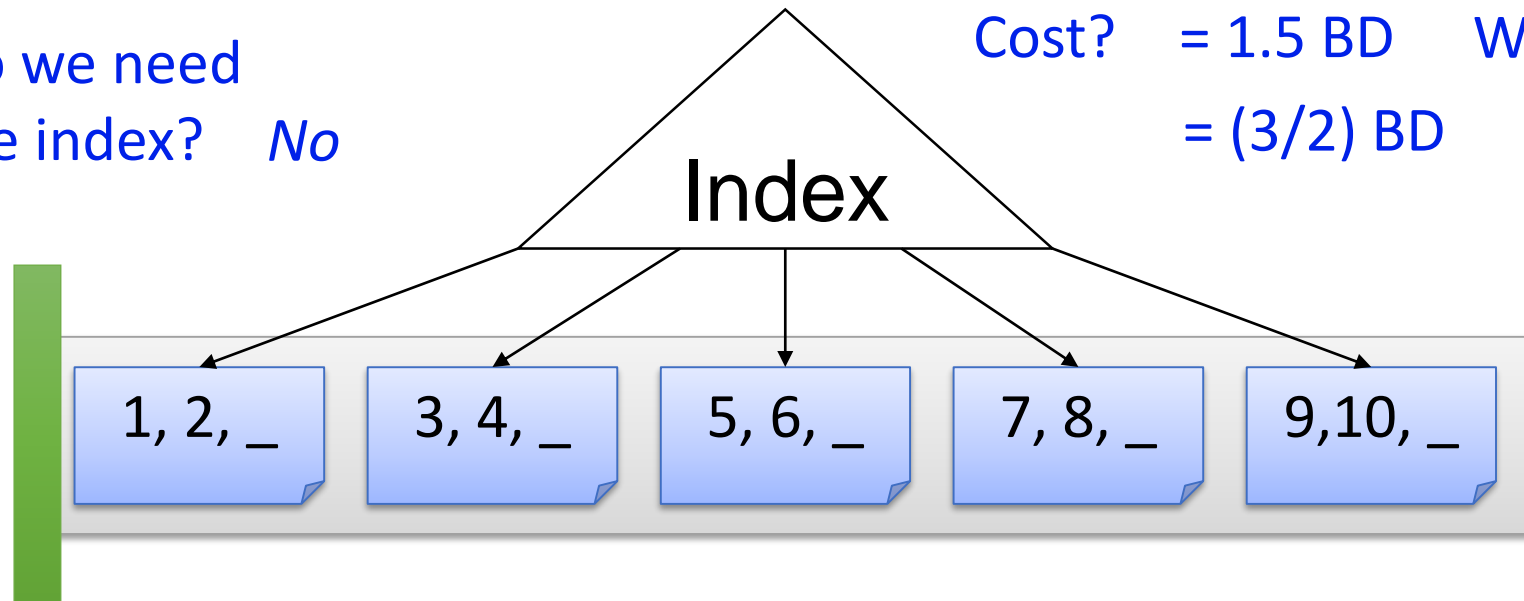 we need
index? No
Cost? = 1.5 BD
= (3/2) BD
Index
1, 2, _
3, 4, _
5, 6, _
7, 8, _
9,10, _